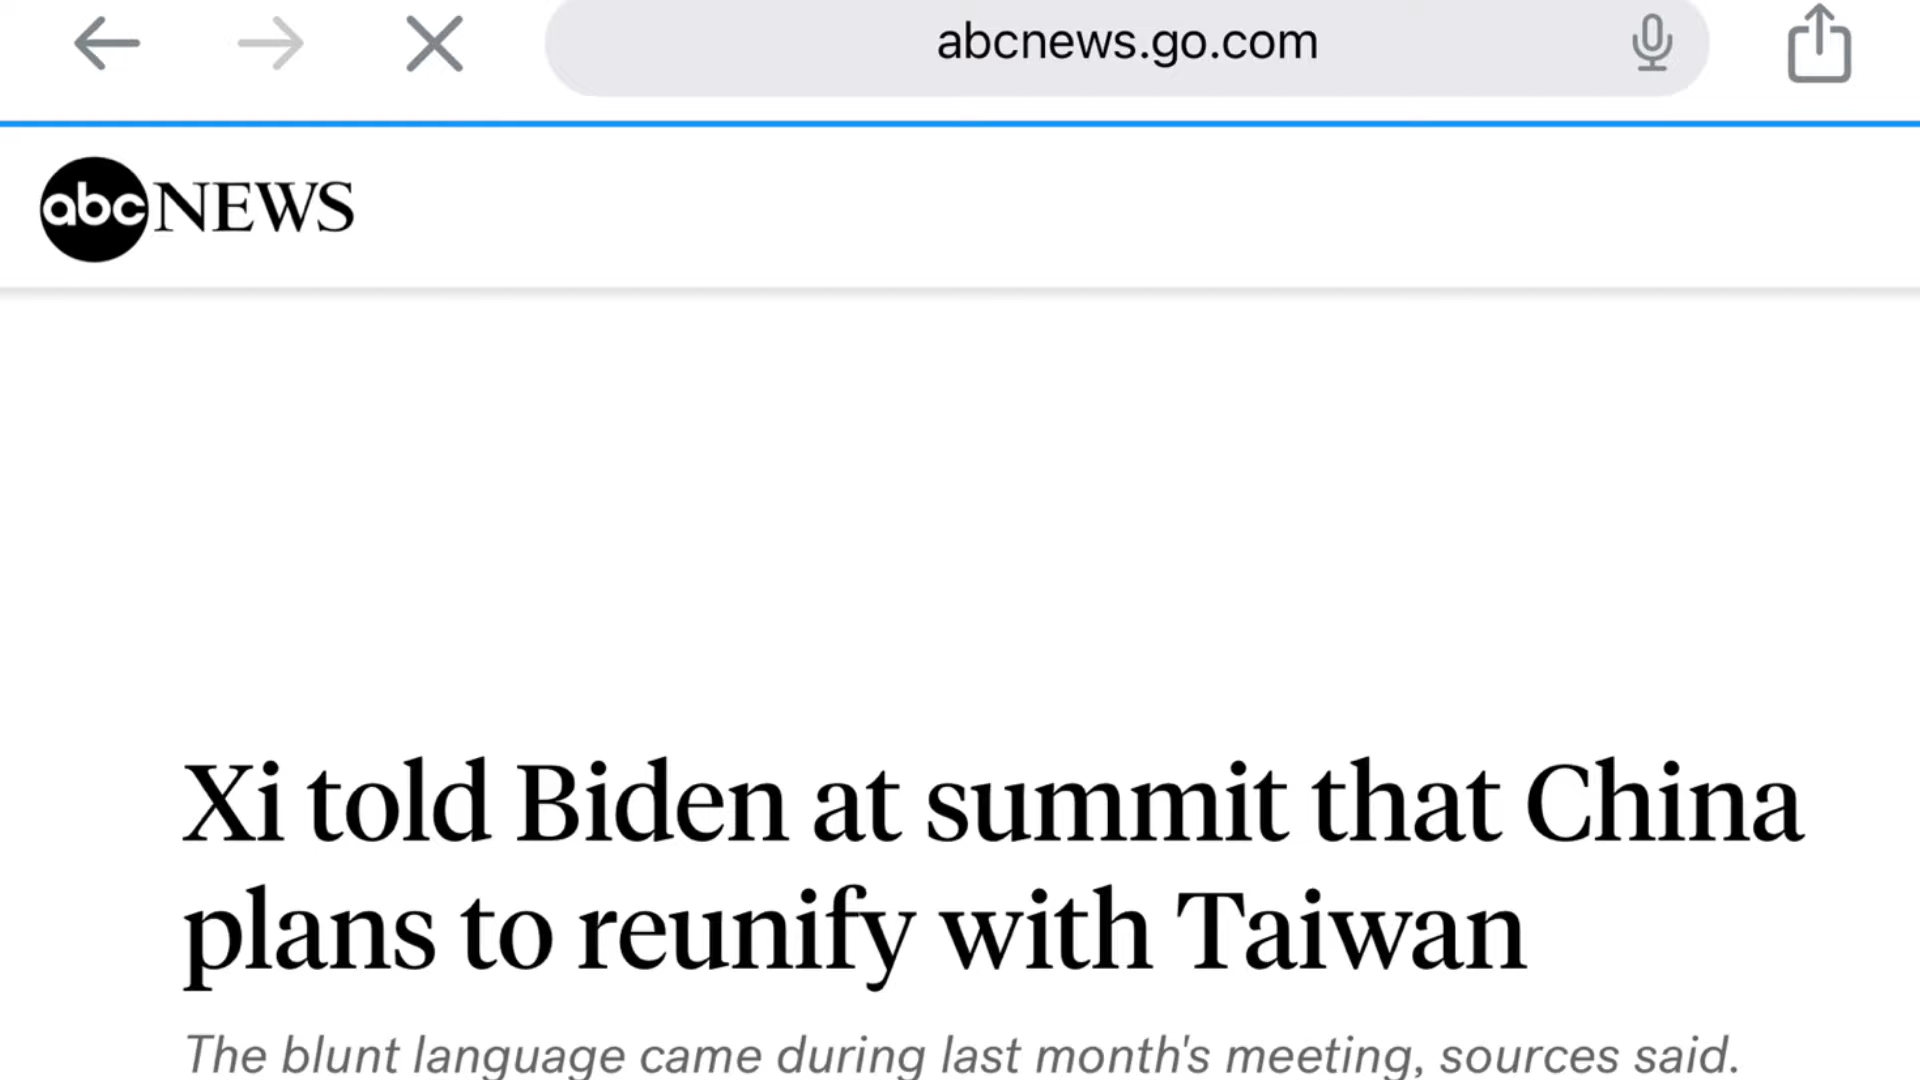 abcnews.go.com
abc NEWS
Xi told Biden at summit that China
plans to reunify with Taiwan
The blunt language came during last month's meeting, sources said.